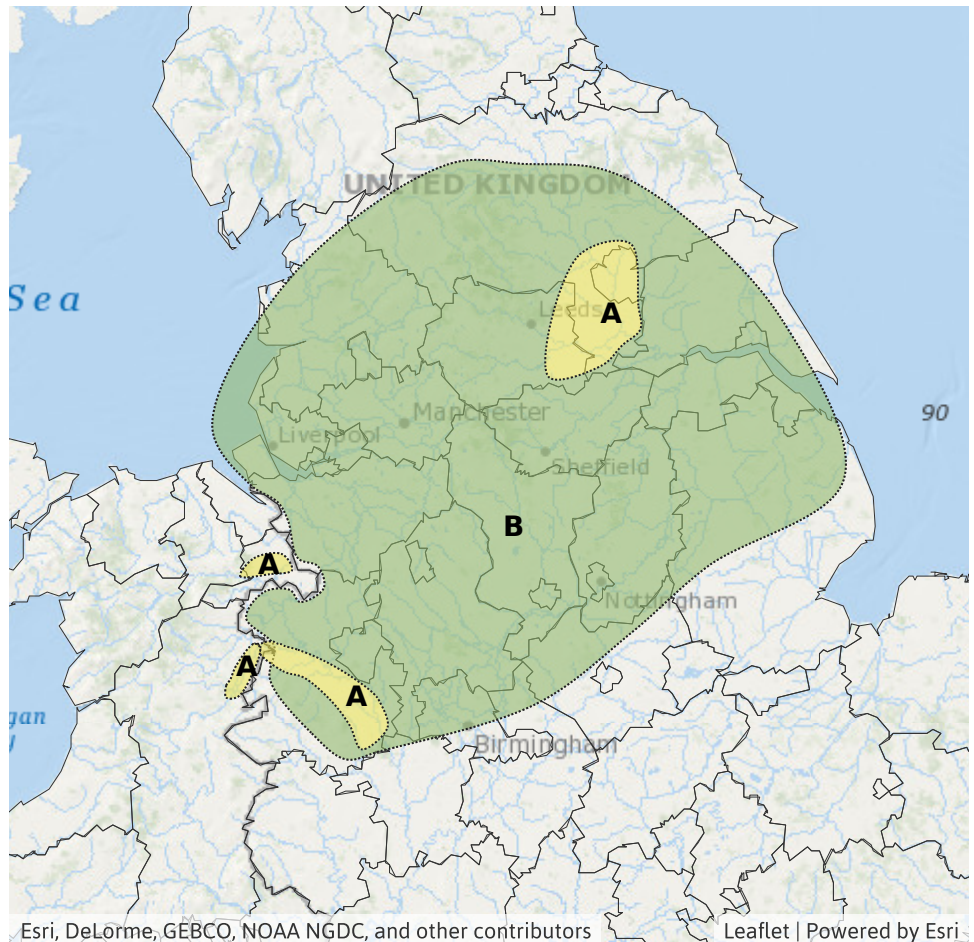 UNITED KINGDOM
Sea
Leeds
A
Manchester
90
Liverpool
Sheffield
B
A
Nottingham
A
A
gan
y
Birmingham
Esri, DeLorme, GEBCO, NOAA NGDC, and other contributors
Leaflet | Powered by Esri